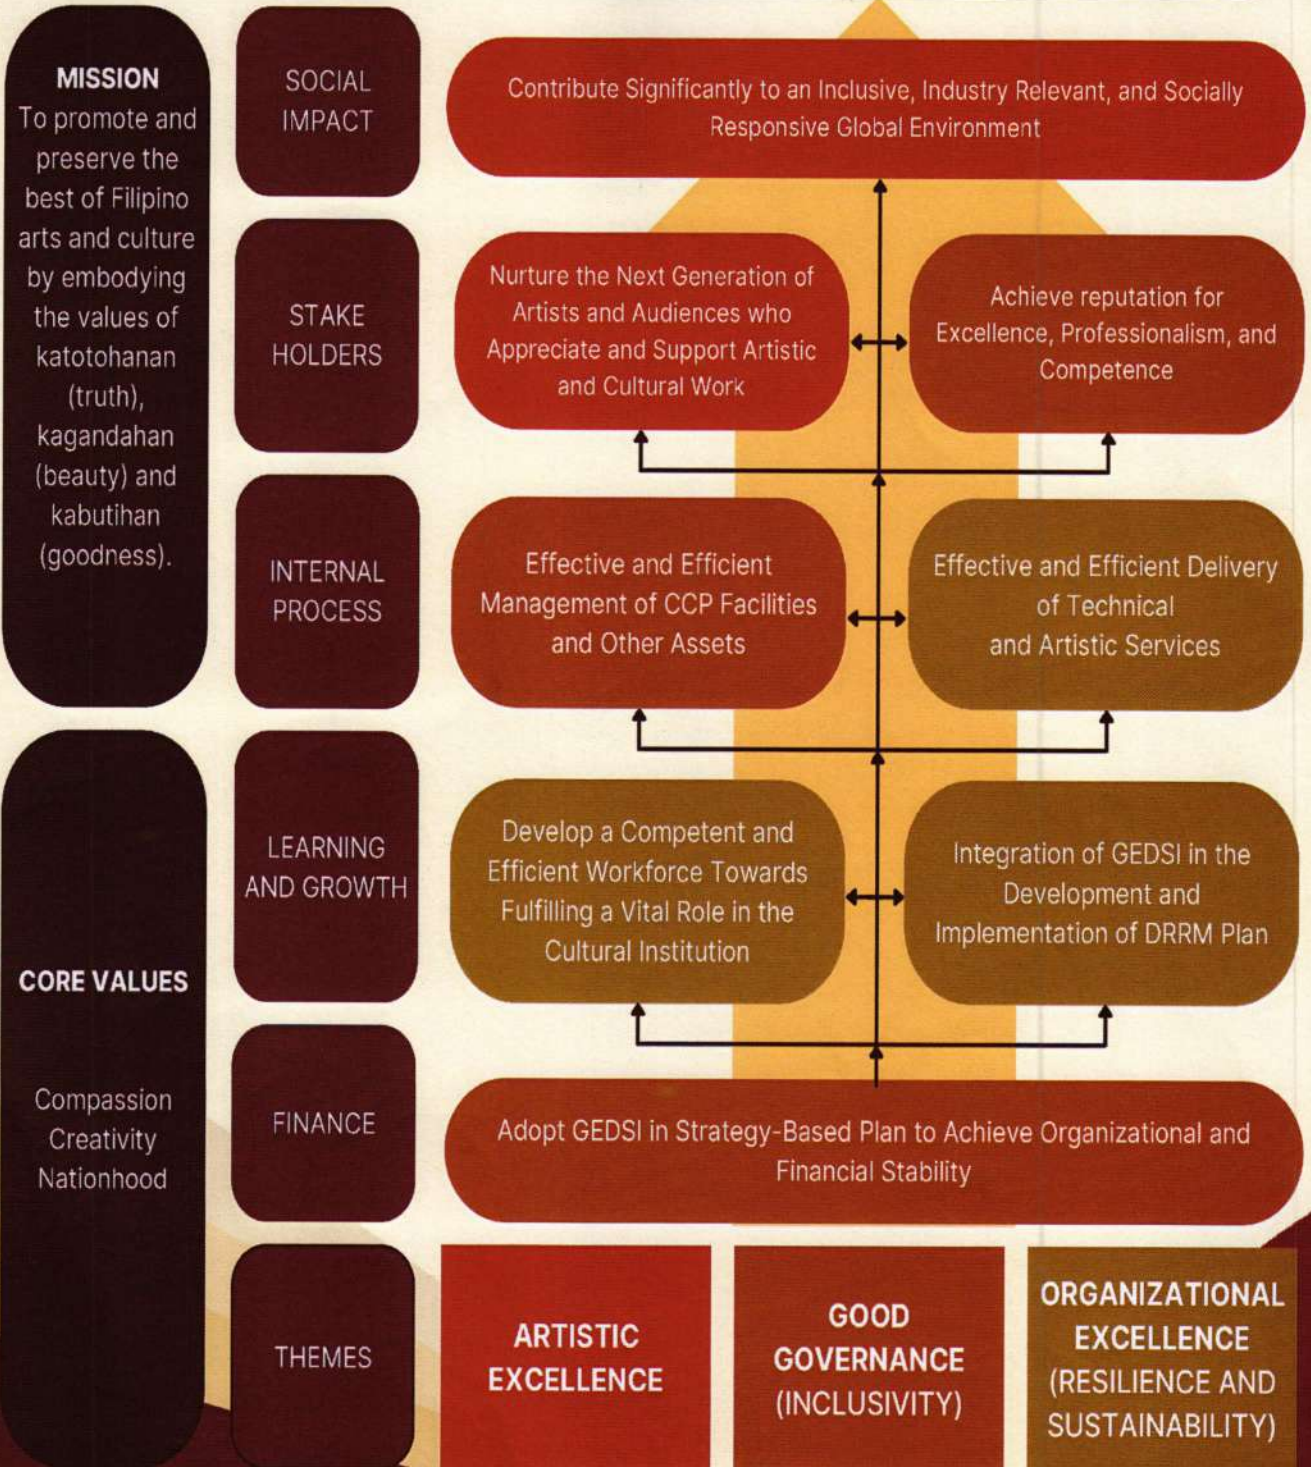 MISSION
To promote and
preserve the
best of Filipino
arts and culture
by embodying
the values of
katotohanan
(truth),
kagandahan
(beauty) and
kabutihan
(goodness).
CORE VALUES
Compassion
Creativity
Nationhood
SOCIAL
IMPACT
Contribute Significantly to an Inclusive, Industry Relevant, and Socially
Responsive Global Environment
STAKE
HOLDERS
Nurture the Next Generation of
Artists and Audiences who
Appreciate and Support Artistic
and Cultural Work
Achieve reputation for
Excellence, Professionalism, and
Competence
INTERNAL
PROCESS
Effective and Efficient
Management of CCP Facilities
and Other Assets
Effective and Efficient Delivery
of Technical
and Artistic Services
LEARNING
AND GROWTH
Develop a Competent and
Efficient Workforce Towards
Fulfilling a Vital Role in the
Cultural Institution
Integration of GEDSI in the
Development and
Implementation of DRRM Plan
FINANCE
Adopt GEDSI in Strategy-Based Plan to Achieve Organizational and
Financial Stability
THEMES
ARTISTIC
EXCELLENCE
GOOD
GOVERNANCE
(INCLUSIVITY)
ORGANIZATIONAL
EXCELLENCE
(RESILIENCE AND
SUSTAINABILITY)